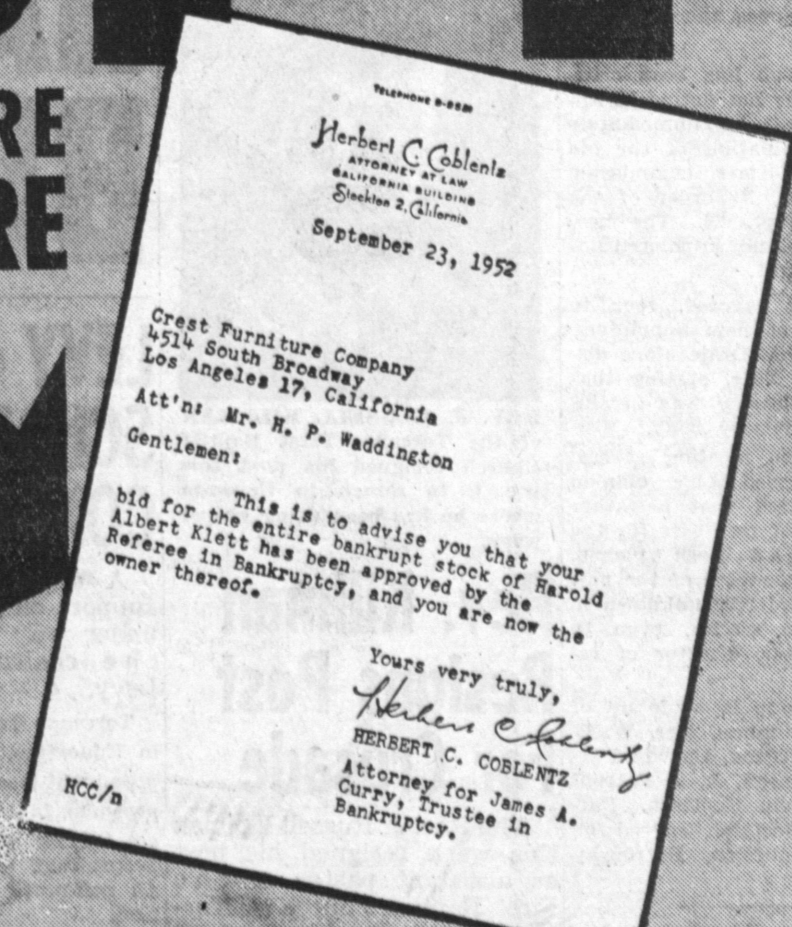 RE
RE
TELEPHONE
Herbert C. Coblentz
ATTORNEY AT LAW
CALIFORNIA BUILDING
Stockton 2, California
September 23, 1952
Crest Furniture Company
4514 South Broadway
Los Angeles 17, California
Att'n: Mr. H. P. Waddington
Gentlemen:
This is to advise you that your
bid for the entire bankrupt stock of Harold
Albert Klett has been approved by the
Referee in Bankruptcy, and you are now the
owner thereof.
Yours very truly,
Herbert C Coblentz
HERBERT C. COBLENTZ
Attorney for James A.
Curry, Trustee in
Bankruptcy.
HCC/n